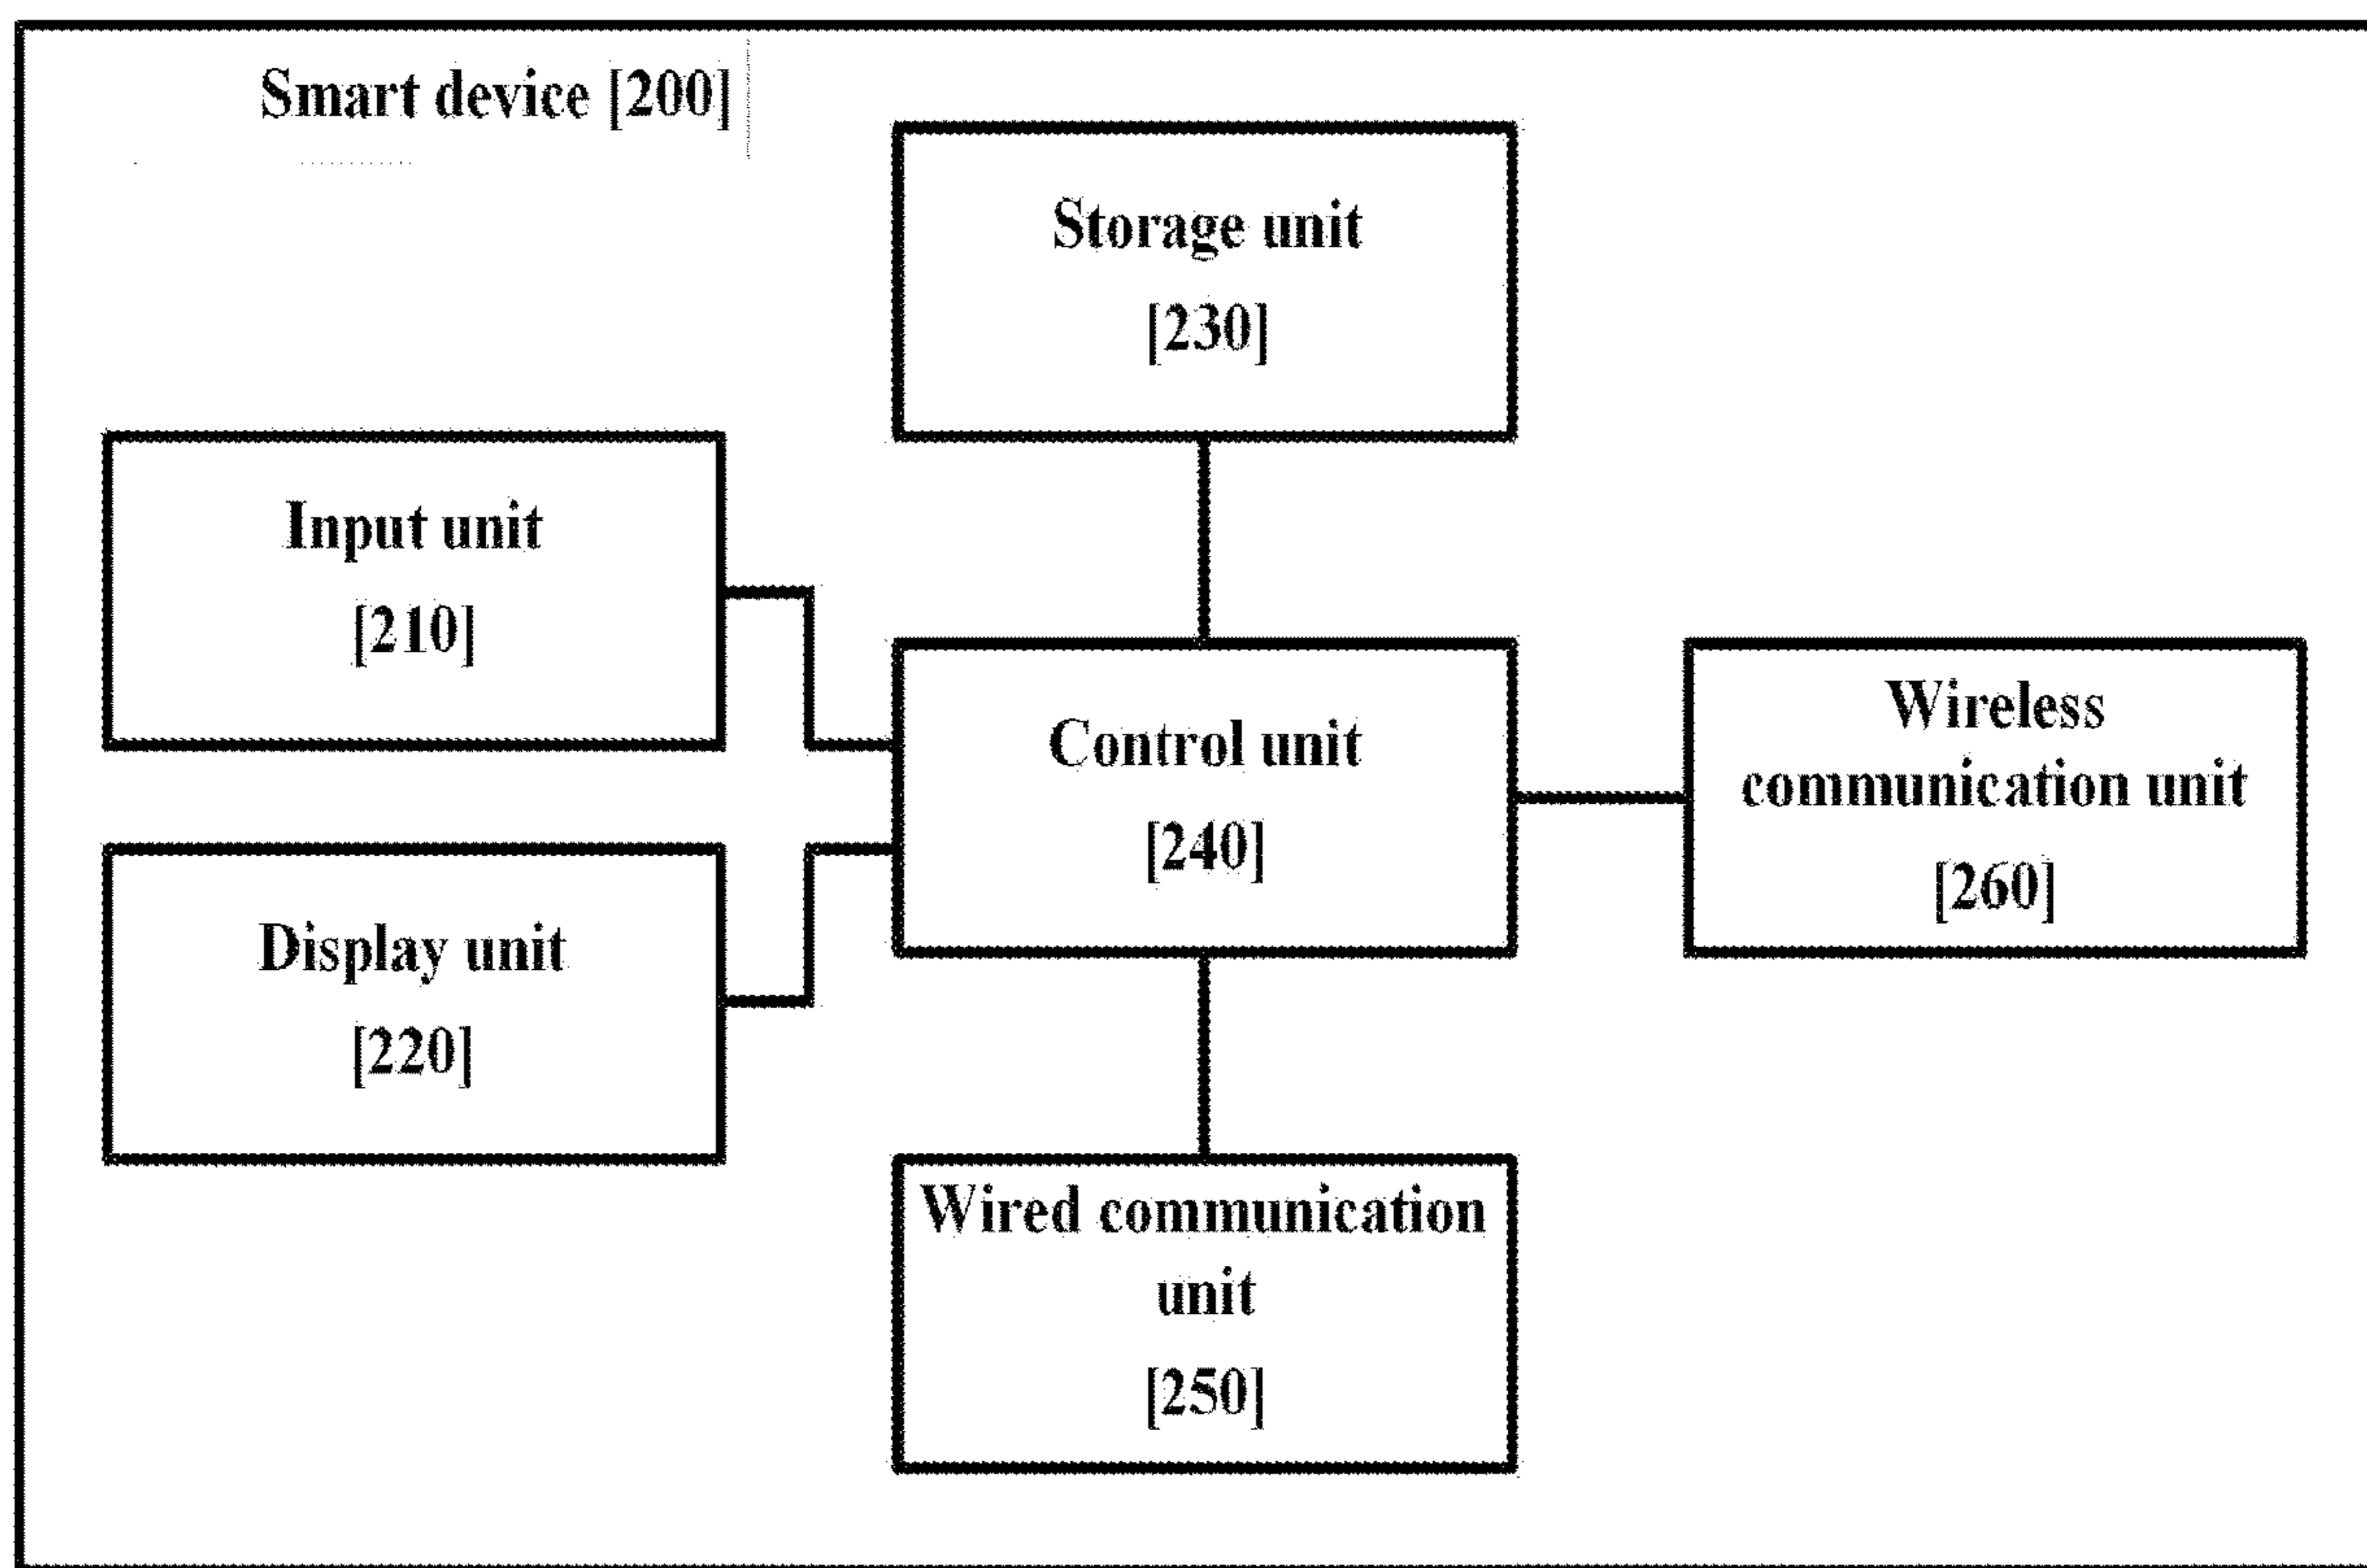 Smart device [200]
Storage unit
[230]
Input unit
[210]
Control unit
[240]
Wireless
communication unit
[260]
Display unit
[220]
Wired communication
unit
[250]